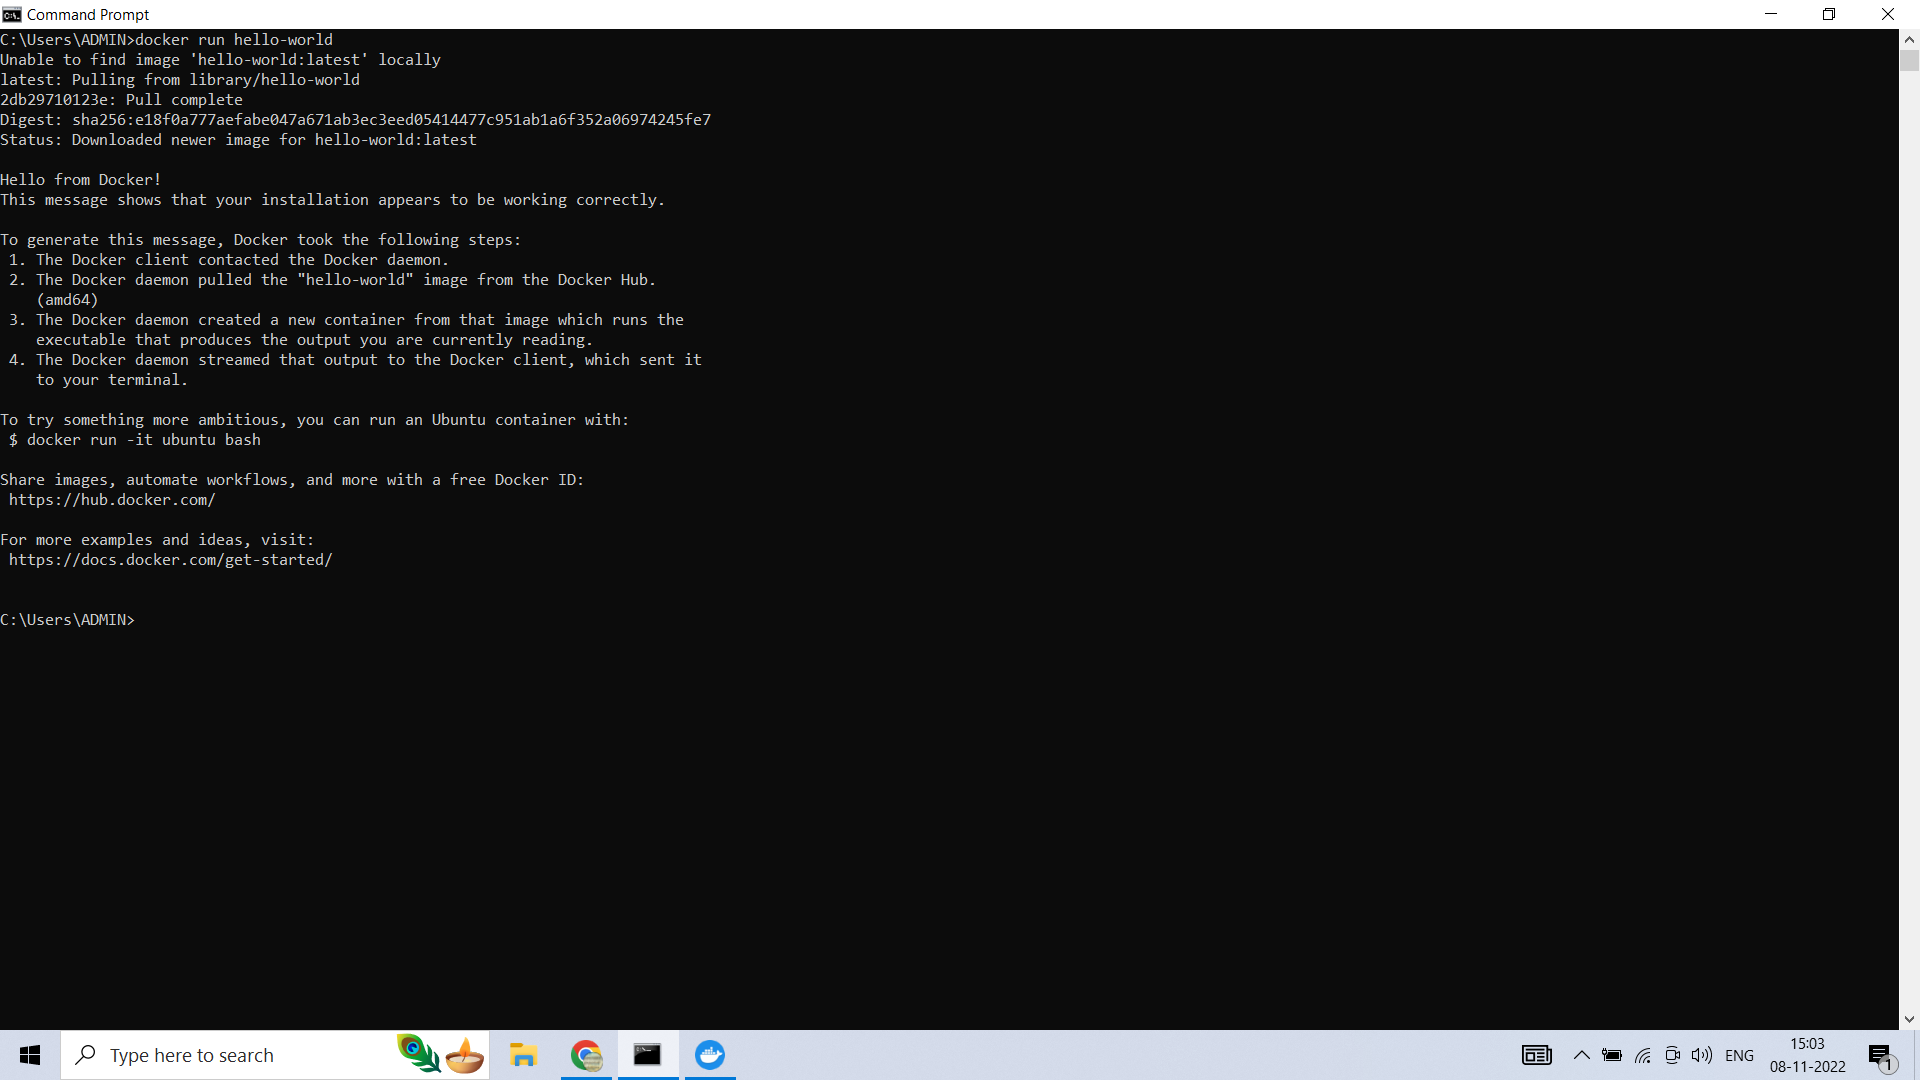 Command Prompt
C:\Users\ADMIN>docker run hello-world
Unable to find image 'hello-world:latest' locally
latest: Pulling from library/hello-world
2db29710123e: Pull complete
Digest: sha256:e18f0a777aefabe047a671ab3ec3eed05414477c951ab1a6f352a06974245fe7
Status: Downloaded newer image for hello-world:latest

Hello from Docker!
This message shows that your installation appears to be working correctly.

To generate this message, Docker took the following steps:
 1. The Docker client contacted the Docker daemon.
 2. The Docker daemon pulled the "hello-world" image from the Docker Hub.
    (amd64)
 3. The Docker daemon created a new container from that image which runs the
    executable that produces the output you are currently reading.
 4. The Docker daemon streamed that output to the Docker client, which sent it
    to your terminal.

To try something more ambitious, you can run an Ubuntu container with:
 $ docker run -it ubuntu bash

Share images, automate workflows, and more with a free Docker ID:
 https://hub.docker.com/

For more examples and ideas, visit:
 https://docs.docker.com/get-started/

C:\Users\ADMIN>
Type here to search
ENG
15:03
08-11-2022
1